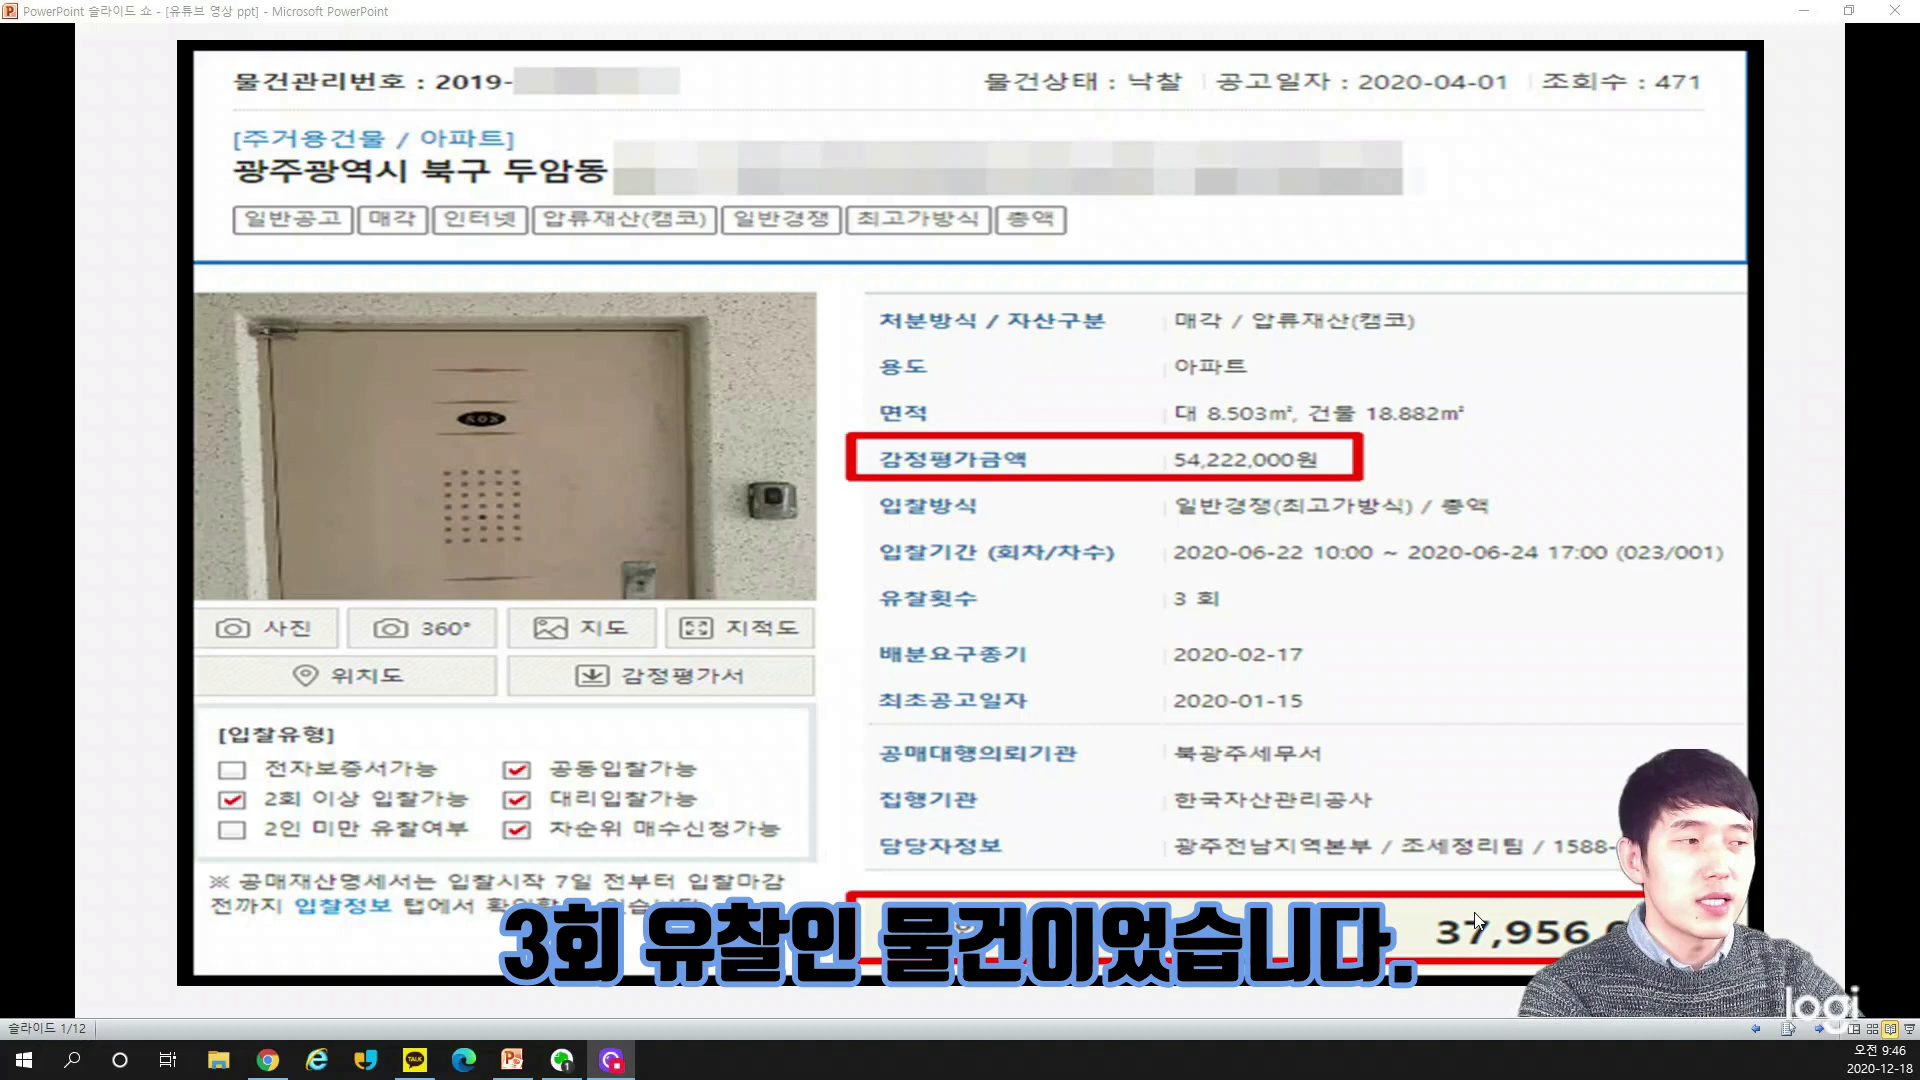 PowerPoint 슬라이드 쇼 - [유튜브 영상 ppt] - Microsoft PowerPoint
물건관리번호 : 2019-
물건상태 : 낙찰 공고일자 : 2020-04-01 조회수 : 471
[주거용건물 / 아파트]
광주광역시 북구 두암동
일반공고 매각 인터넷 압류재산(캠코) 일반경쟁 최고가방식 총액
SOS
처분방식 / 자산구분 매각 / 압류재산(캠코)
용도 아파트
면적 대 8.503㎡, 건물 18.882㎡
감정평가금액 54,222,000원
입찰방식 일반경쟁(최고가방식) / 총액
입찰기간 (회차/차수) 2020-06-22 10:00 ~ 2020-06-24 17:00 (023/001)
유찰횟수 3 회
배분요구종기 2020-02-17
최초공고일자 2020-01-15
공매대행의뢰기관 북광주세무서
집행기관 한국자산관리공사
담당자정보 광주전남지역본부 / 조세정리팀 / 1588-
37,956
사진 360° 지도 지적도
위치도 감정평가서
[입찰유형]
전자보증서가능 공동입찰가능
2회 이상 입찰가능 대리입찰가능
2인 미만 유찰여부 차순위 매수신청가능
※ 공매재산명세서는 입찰시작 7일 전부터 입찰마감
전까지 입찰정보 탭에서
3회 유찰인 물건이었습니다.
logi
슬라이드 1/12
TALK
오전 9:46
2020-12-18